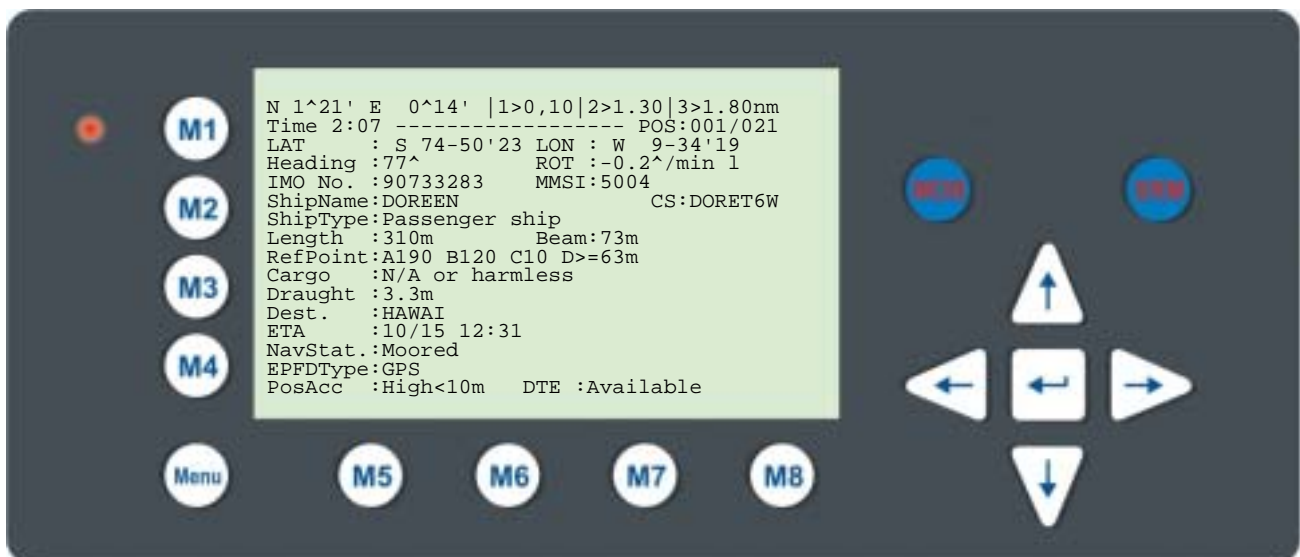 N 1^21' E  0^14' |1>0,10|2>1.30|3>1.80nm
Time 2:07 ------------------ POS:001/021
LAT     : S 74-50'23 LON : W  9-34'19
Heading :77^         ROT :-0.2^/min l
IMO No. :90733283    MMSI:5004
ShipName:DOREEN               CS:DORET6W
ShipType:Passenger ship
Length  :310m        Beam:73m
RefPoint:A190 B120 C10 D>=63m
Cargo   :N/A or harmless
Draught :3.3m
Dest.   :HAWAI
ETA     :10/15 12:31
NavStat.:Moored
EPFDType:GPS
PosAcc  :High<10m   DTE :Available
M1
M2
M3
M4
Menu
M5
M6
M7
M8